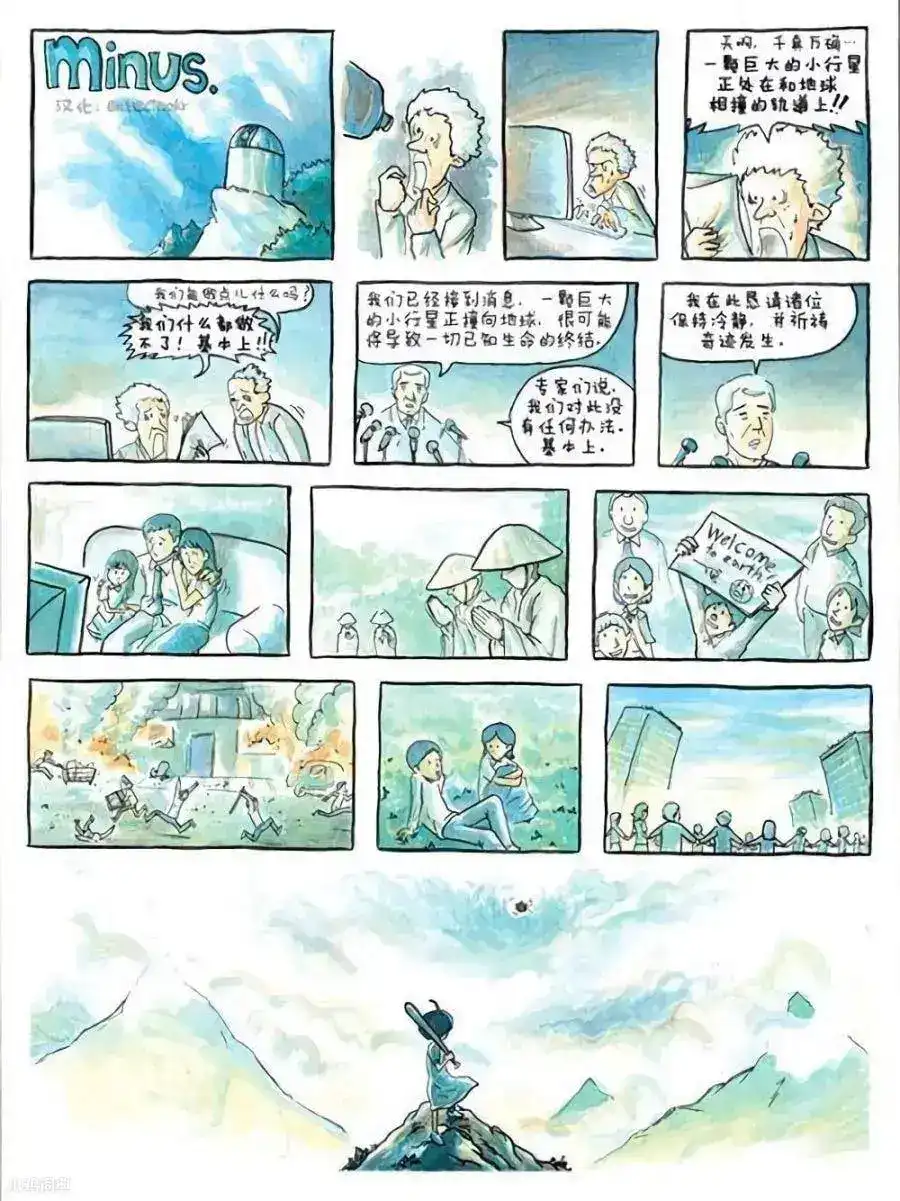 minus.
汉化：
天啊，千真万确…
一颗巨大的小行星
正处在和地球
相撞的轨道上!!
我们能做点儿什么吗？
我们什么都做
不了！基本上!!
我们已经接到消息，一颗巨大
的小行星正撞向地球，很可能
将导致一切已知生命的终结．
专家们说，
我们对此没
有任何办法．
基本上．
我在此恳请诸位
保持冷静，并祈祷
奇迹发生．
Welcome
to earth!